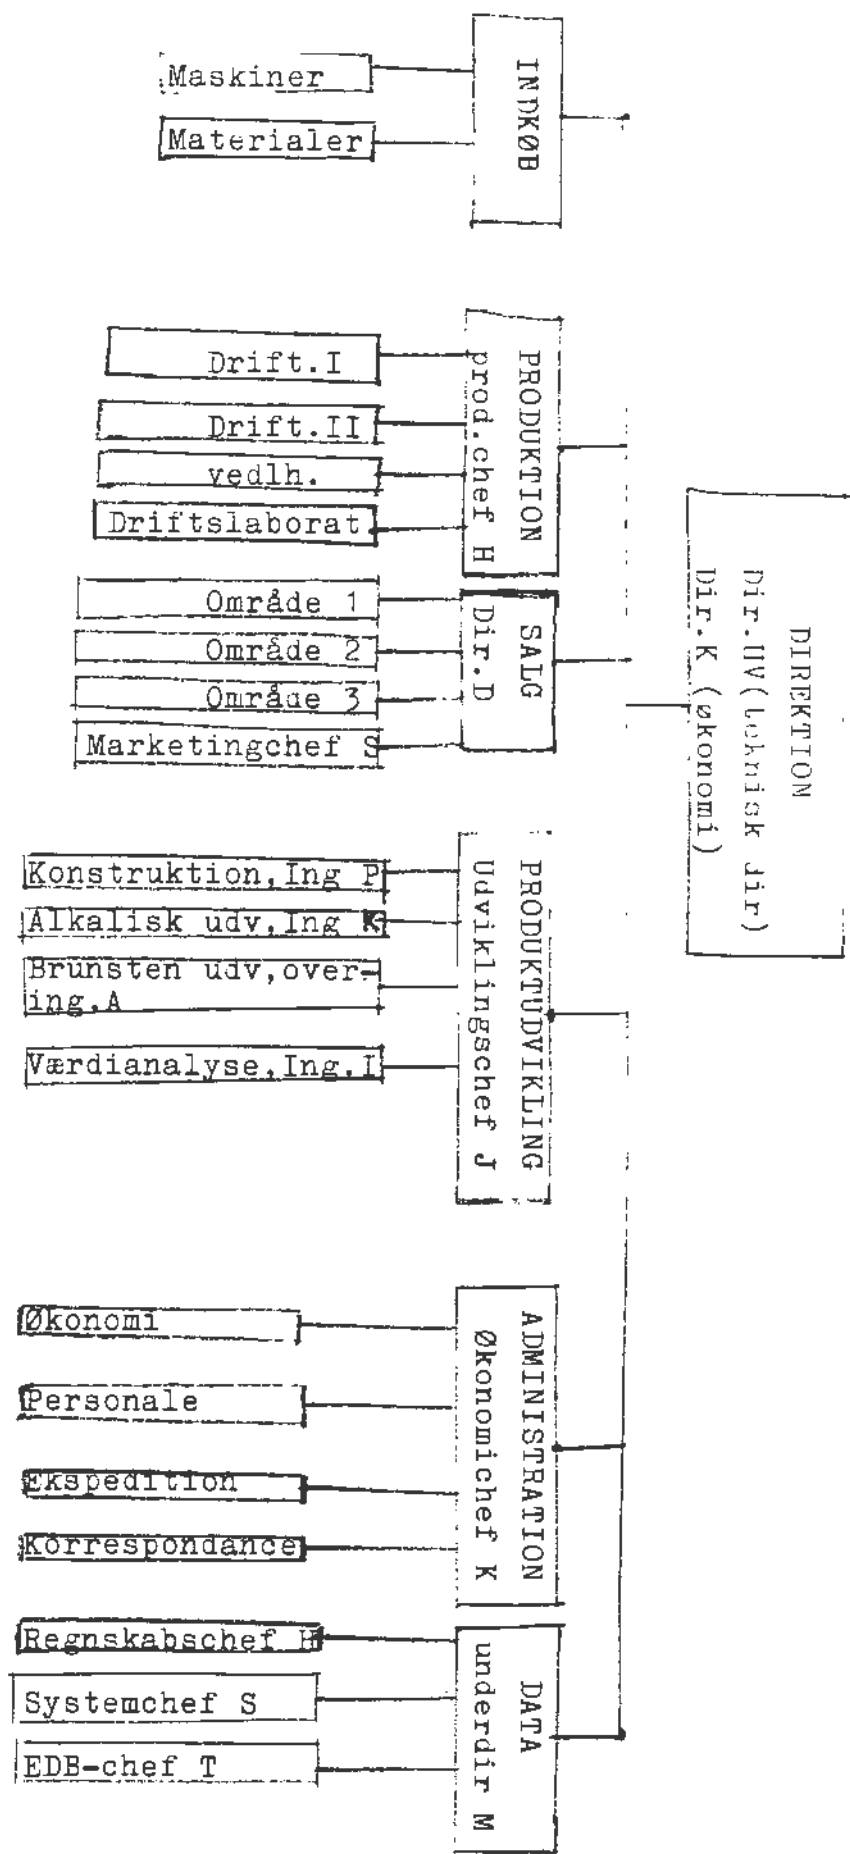 DIREKTION
Dir.HV(teknisk dir)
Dir.K (økonomi)
INDKØB
Maskiner
Materialer
PRODUKTION
prod.chef H
Drift.I
Drift.II
vedlh.
Driftslaborat
SALG
Dir.D
Område 1
Område 2
Område 3
Marketingchef S
PRODUKTUDVIKLING
Udviklingschef J
Konstruktion,Ing P
Alkalisk udv,Ing K
Brunsten udv,over-
ing.A
Værdianalyse,Ing.I
ADMINISTRATION
Økonomichef K
Økonomi
Personale
Ekspedition
Korrespondance
DATA
underdir M
Regnskabschef H
Systemchef S
EDB-chef T